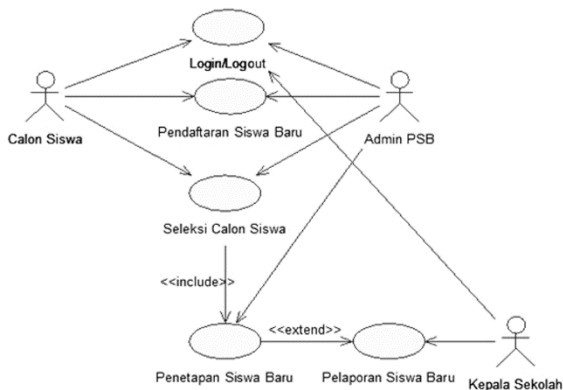 Login/Logout
Calon Siswa
Pendaftaran Siswa Baru
Admin PSB
Seleksi Calon Siswa
<<include>>
<<extend>>
Penetapan Siswa Baru
Pelaporan Siswa Baru
Kepala Sekolah